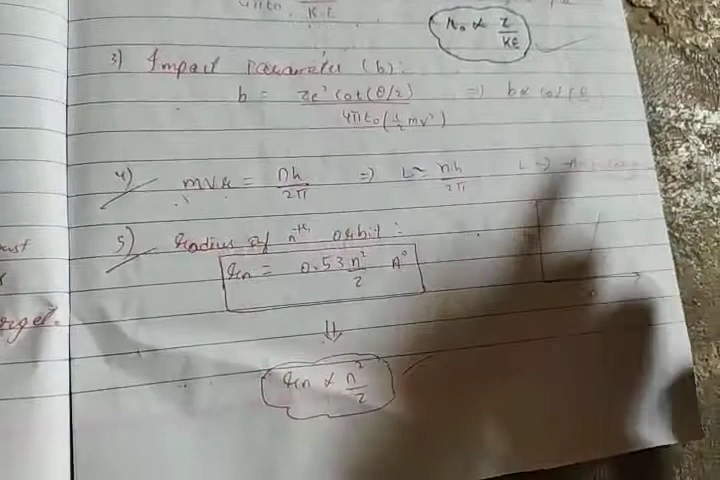 K.E
r₀ ∝ z/KE
3) Impact Parameter (b):
b = ze² cot(θ/2) / 4πε₀(½mv²) ⇒ b ∝ cot(θ
4) mvr = nh/2π ⇒ L = nh/2π L ⇒
5) Radius of nᵗʰ orbit:
rn = 0.53 n²/z A°
⇓
rn ∝ n²/z